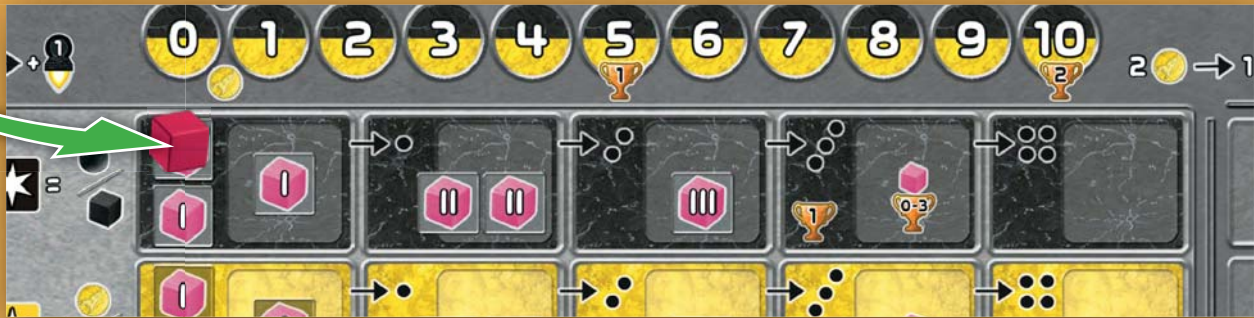 + 1 0 1 2 3 4 5 6 7 8 9 10
1 2 2 → 1
= I → → → → 
I II II III 1 0-3
I → → → →